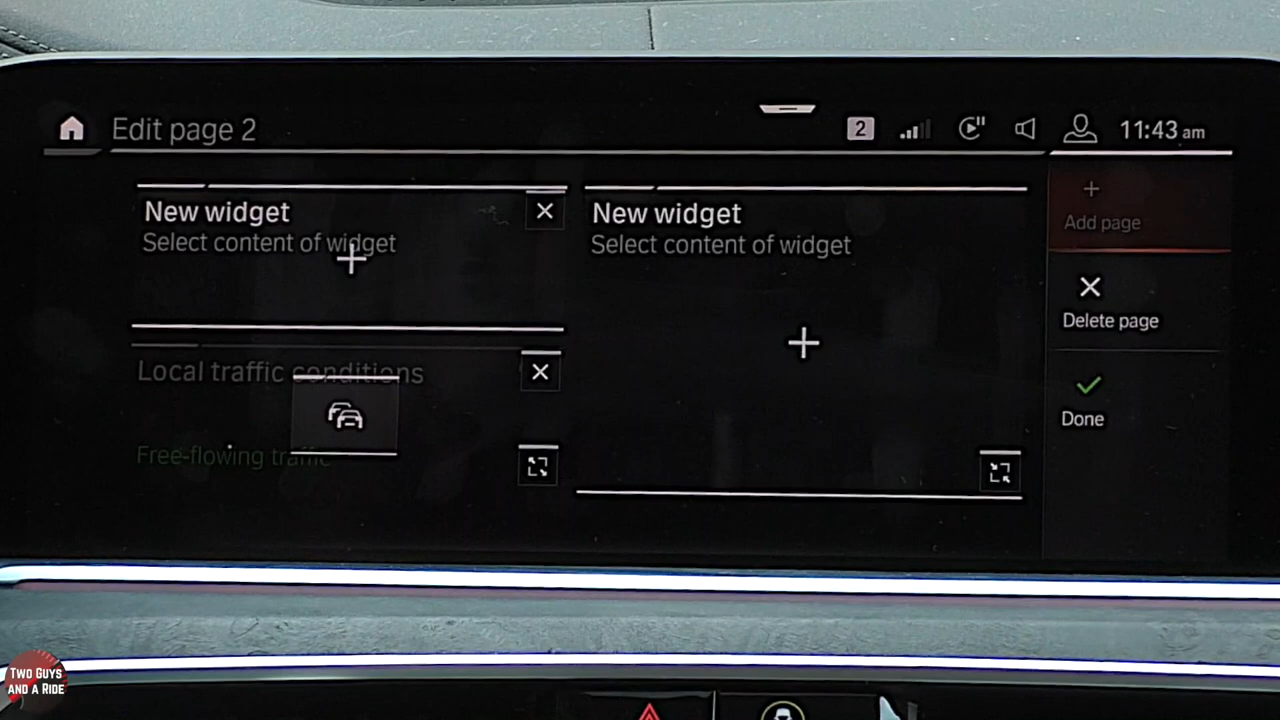 Edit page 2
2
11:43 am
New widget
Select content of widget
New widget
Select content of widget
Local traffic conditions
Free-flowing traffic
Add page
Delete page
Done
TWO GUYS
AND A RIDE